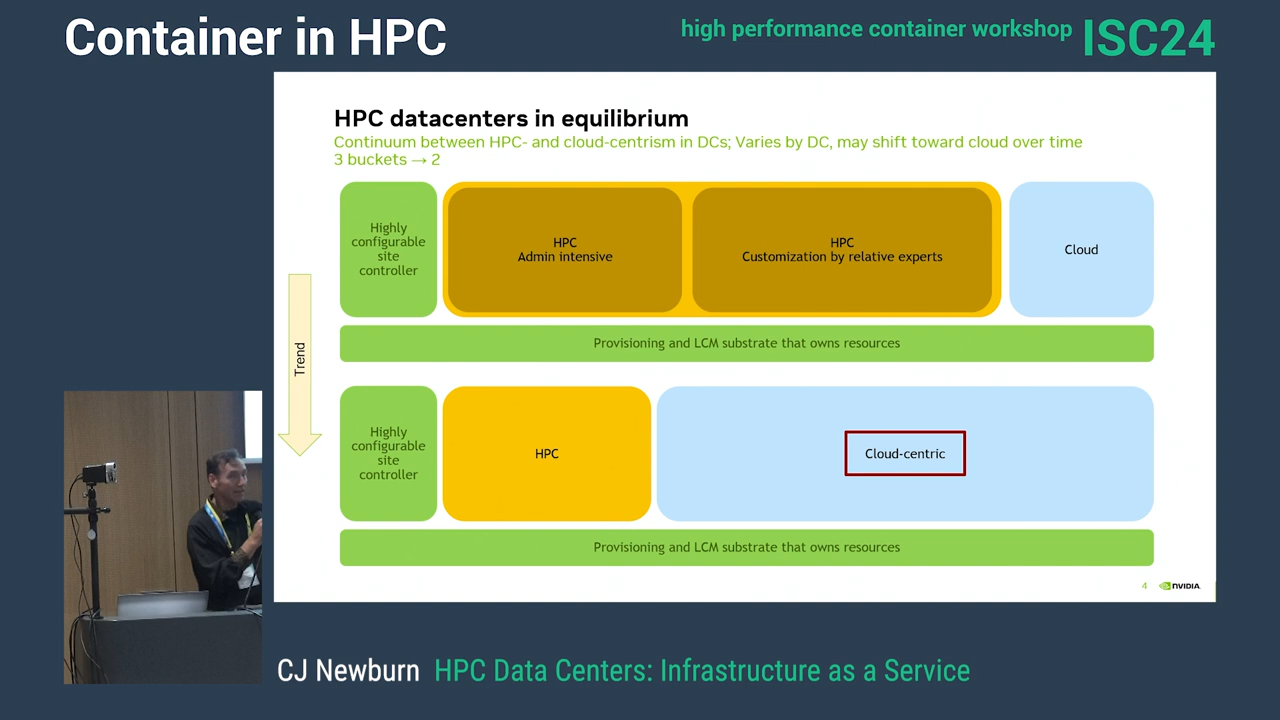 Container in HPC
high performance container workshop ISC24
HPC datacenters in equilibrium
Continuum between HPC- and cloud-centrism in DCs; Varies by DC, may shift toward cloud over time
3 buckets → 2
Highly
configurable
site
controller
HPC
Admin intensive
HPC
Customization by relative experts
Cloud
Provisioning and LCM substrate that owns resources
Trend
Highly
configurable
site
controller
HPC
Cloud-centric
Provisioning and LCM substrate that owns resources
4
NVIDIA
CJ Newburn HPC Data Centers: Infrastructure as a Service